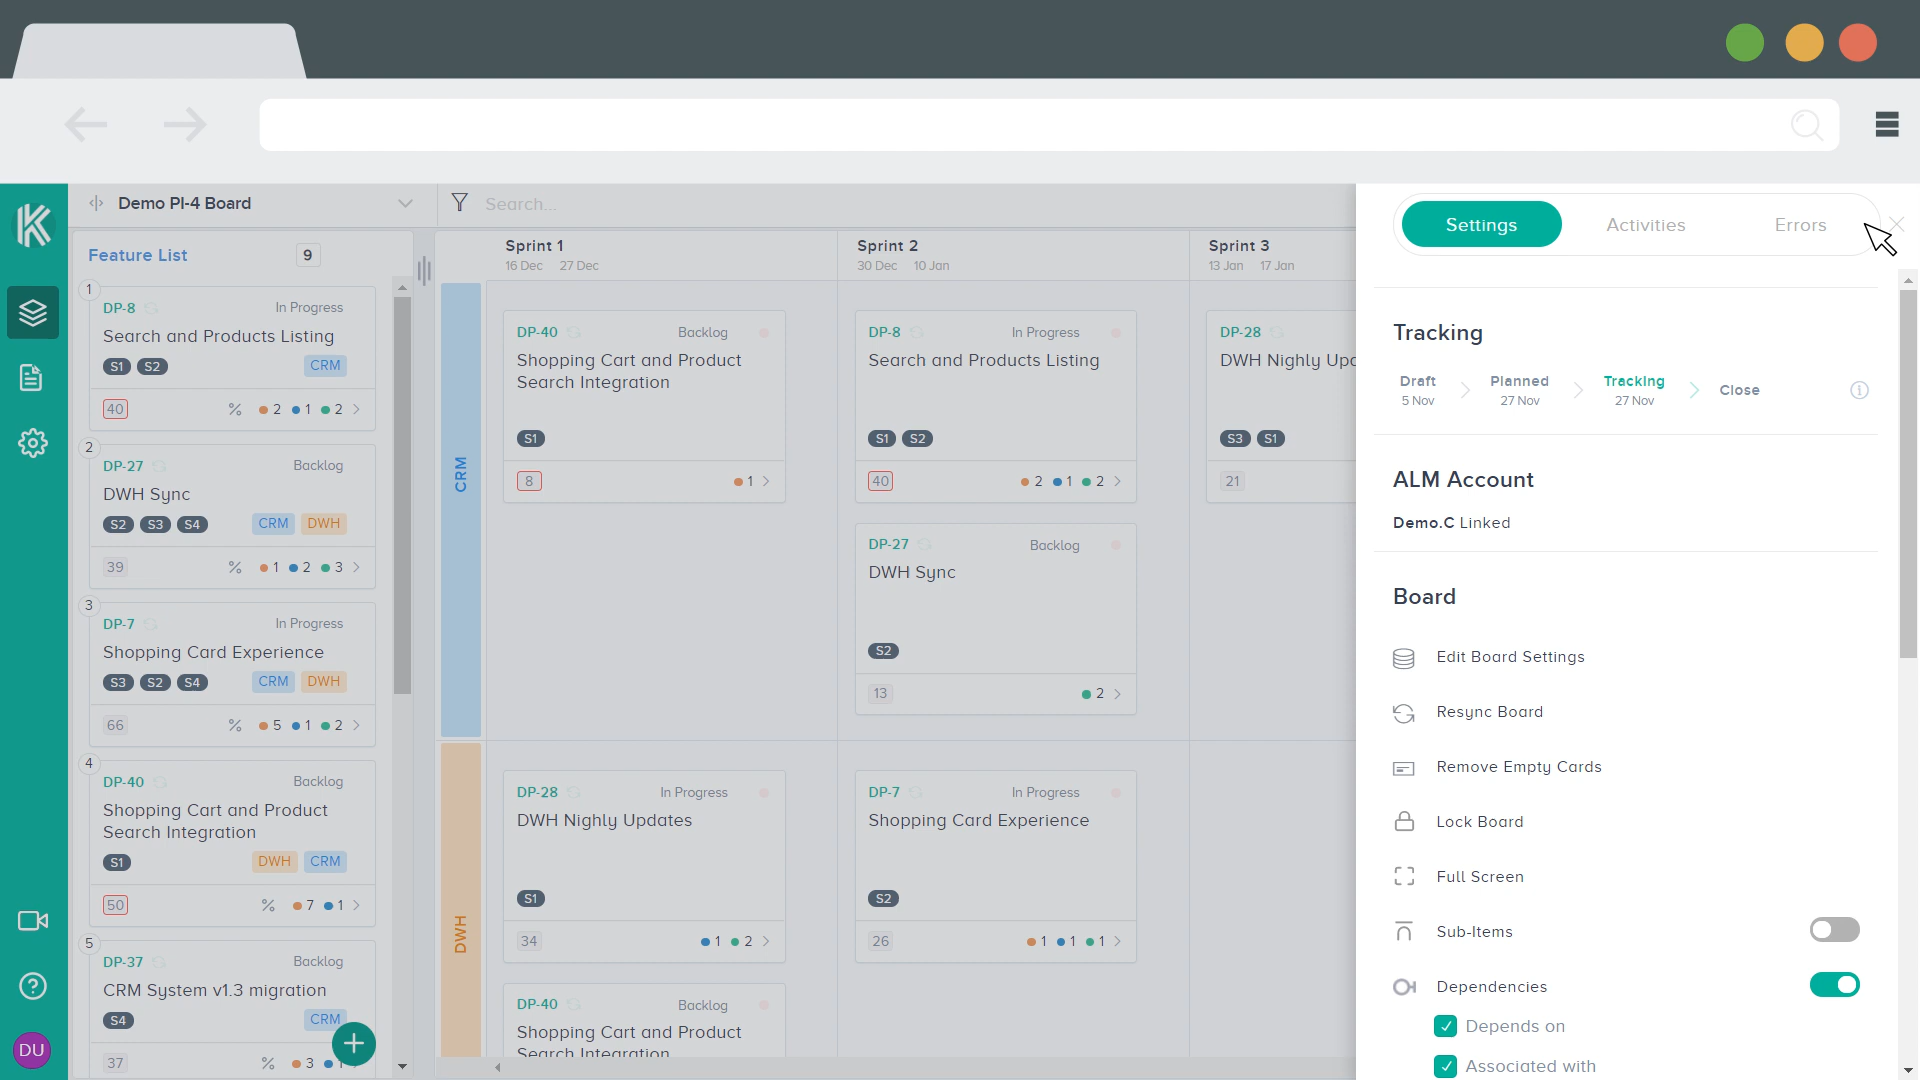 Demo PI-4 Board
Search...
Feature List 9
1
DP-8 In Progress
Search and Products Listing
S1 S2 CRM
40 2 1 2
2
DP-27 Backlog
DWH Sync
S2 S3 S4 CRM DWH
39 1 2 3
3
DP-7 In Progress
Shopping Card Experience
S3 S2 S4 CRM DWH
66 5 1 2
4
DP-40 Backlog
Shopping Cart and Product
Search Integration
S1 DWH CRM
50 7 1
5
DP-37 Backlog
CRM System v1.3 migration
S4 CRM
37 3 1
DU
Sprint 1
16 Dec 27 Dec
Sprint 2
30 Dec 10 Jan
Sprint 3
13 Jan 17 Jan
CRM
DP-40 Backlog
Shopping Cart and Product
Search Integration
S1
8 1
DP-8 In Progress
Search and Products Listing
S1 S2
40 2 1 2
DP-28
DWH Nighly Upd
S3 S1
21
DP-27 Backlog
DWH Sync
S2
13 2
DWH
DP-28 In Progress
DWH Nighly Updates
S1
34 1 2
DP-7 In Progress
Shopping Card Experience
S2
26 1 1 1
DP-40 Backlog
Shopping Cart and Product
Search Integration
Settings Activities Errors
Tracking
Draft
5 Nov
Planned
27 Nov
Tracking
27 Nov
Close
ALM Account
Demo.C Linked
Board
Edit Board Settings
Resync Board
Remove Empty Cards
Lock Board
Full Screen
Sub-Items
Dependencies
Depends on
Associated with